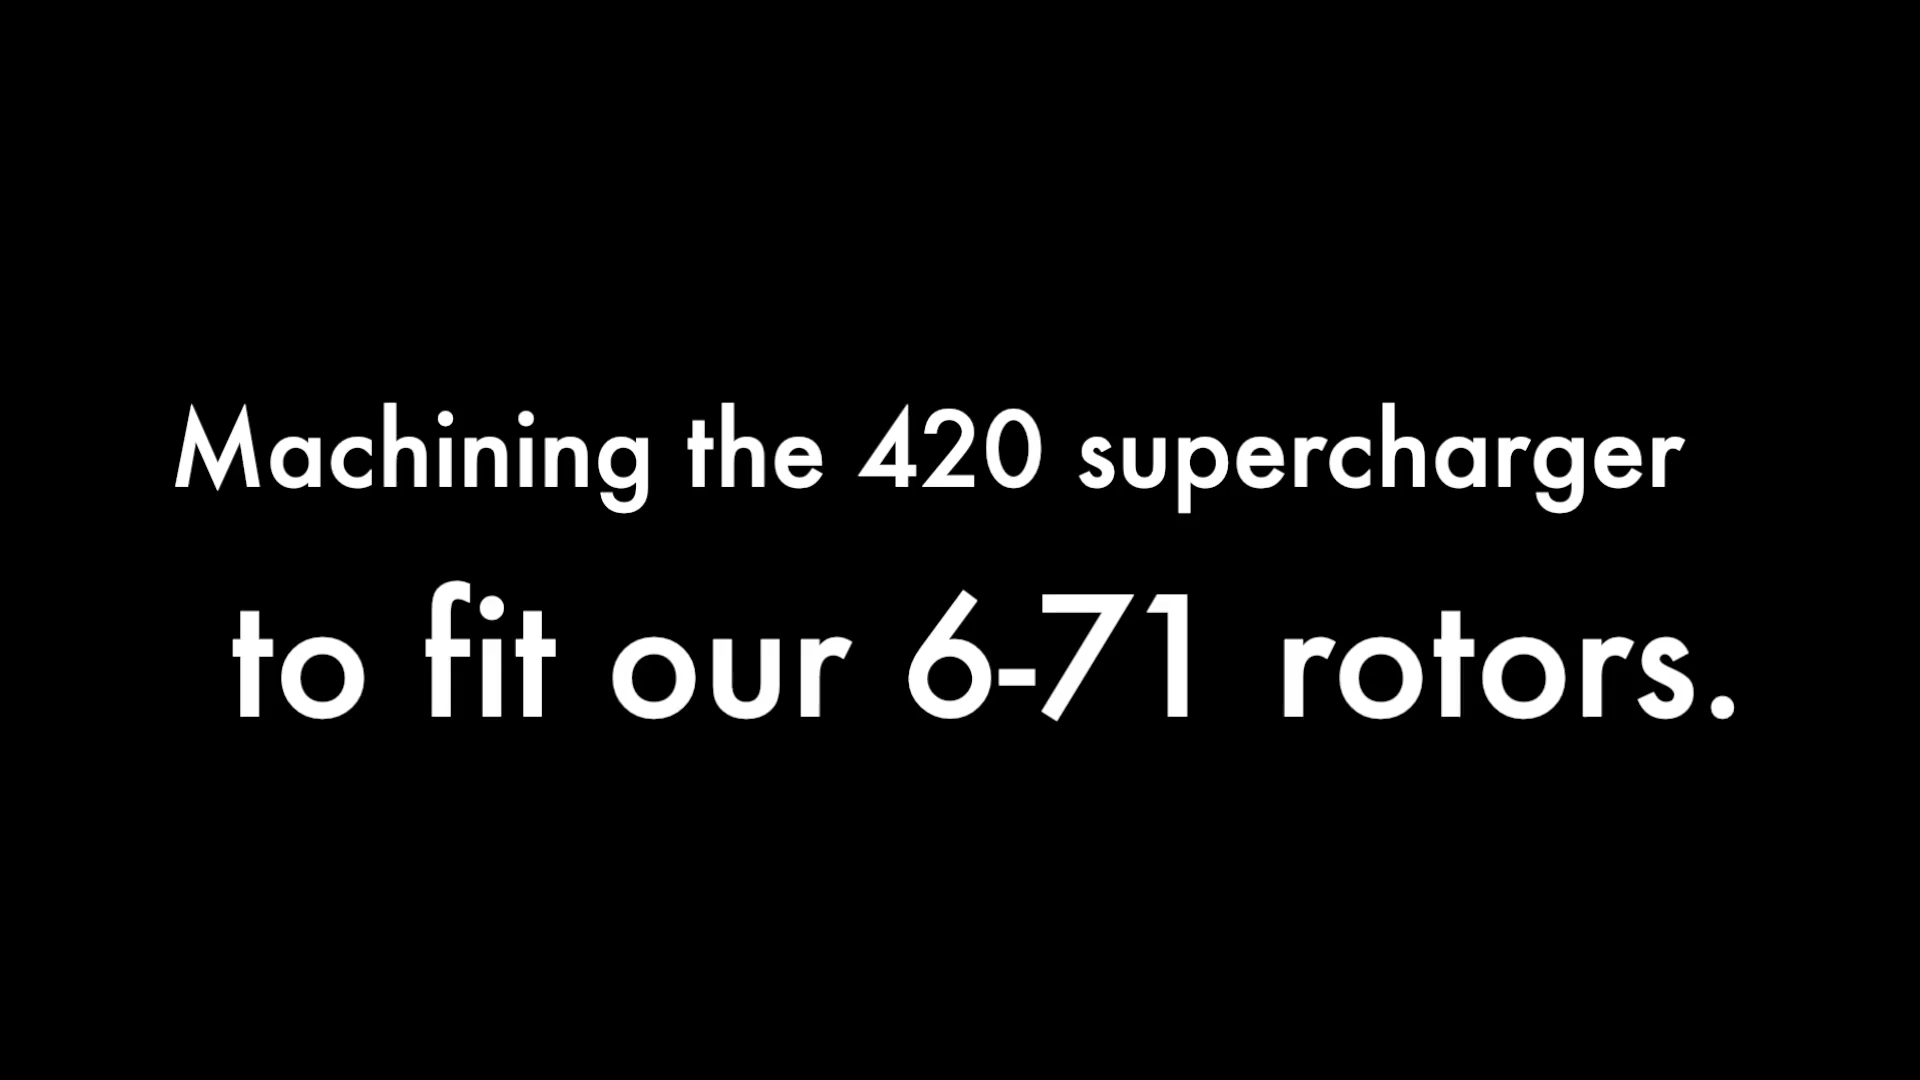 Machining the 420 supercharger
to fit our 6-71 rotors.